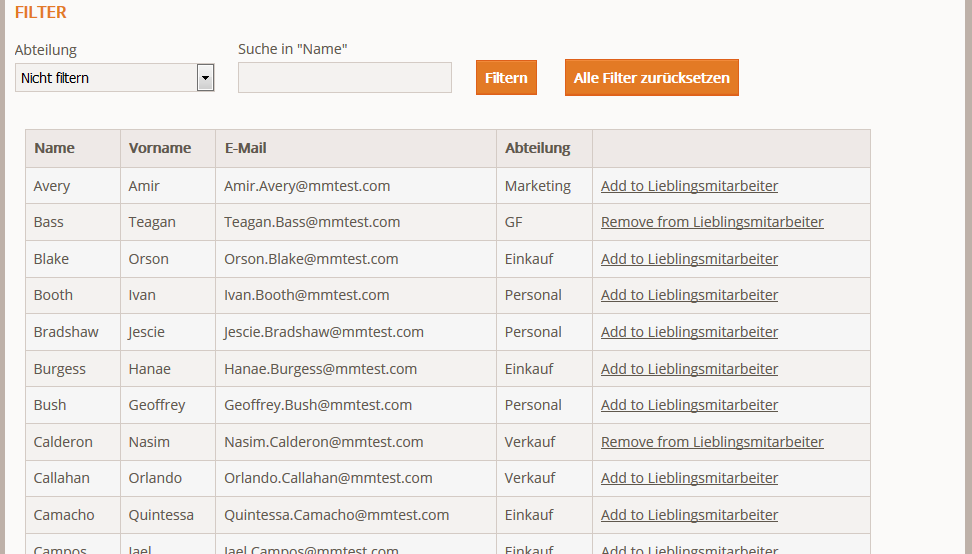 FILTER
Abteilung
Suche in "Name"
Nicht filtern
Filtern
Alle Filter zurücksetzen
Name Vorname E-Mail Abteilung
Avery Amir Amir.Avery@mmtest.com Marketing Add to Lieblingsmitarbeiter
Bass Teagan Teagan.Bass@mmtest.com GF Remove from Lieblingsmitarbeiter
Blake Orson Orson.Blake@mmtest.com Einkauf Add to Lieblingsmitarbeiter
Booth Ivan Ivan.Booth@mmtest.com Personal Add to Lieblingsmitarbeiter
Bradshaw Jescie Jescie.Bradshaw@mmtest.com Personal Add to Lieblingsmitarbeiter
Burgess Hanae Hanae.Burgess@mmtest.com Einkauf Add to Lieblingsmitarbeiter
Bush Geoffrey Geoffrey.Bush@mmtest.com Personal Add to Lieblingsmitarbeiter
Calderon Nasim Nasim.Calderon@mmtest.com Verkauf Remove from Lieblingsmitarbeiter
Callahan Orlando Orlando.Callahan@mmtest.com Verkauf Add to Lieblingsmitarbeiter
Camacho Quintessa Quintessa.Camacho@mmtest.com Einkauf Add to Lieblingsmitarbeiter
Campos Jael Jael.Campos@mmtest.com Einkauf Add to Lieblingsmitarbeiter